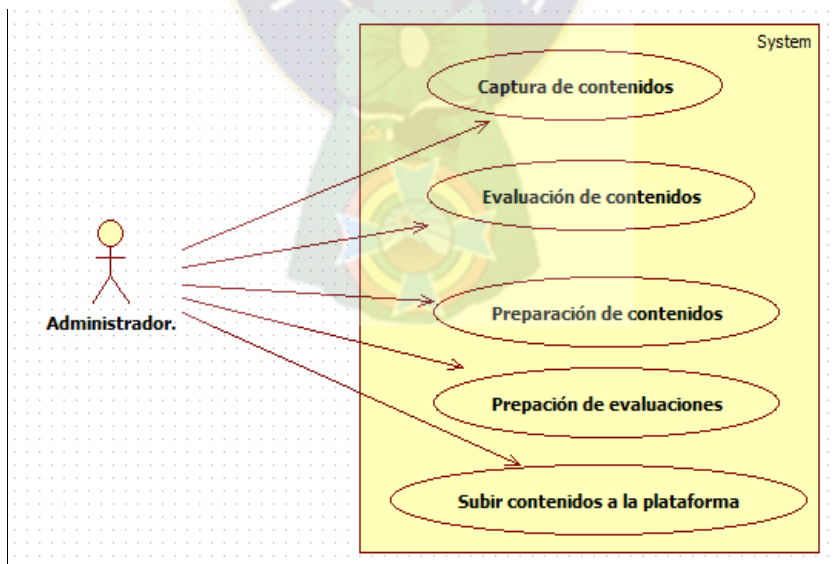 System
Captura de contenidos
Evaluación de contenidos
Preparación de contenidos
Administrador.
Prepación de evaluaciones
Subir contenidos a la plataforma